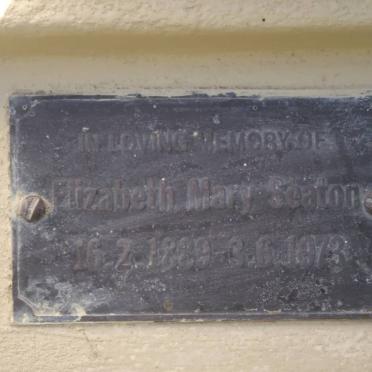 IN LOVING MEMORY OF
Elizabeth Mary Seaton
16.2.1889-3.6.1973